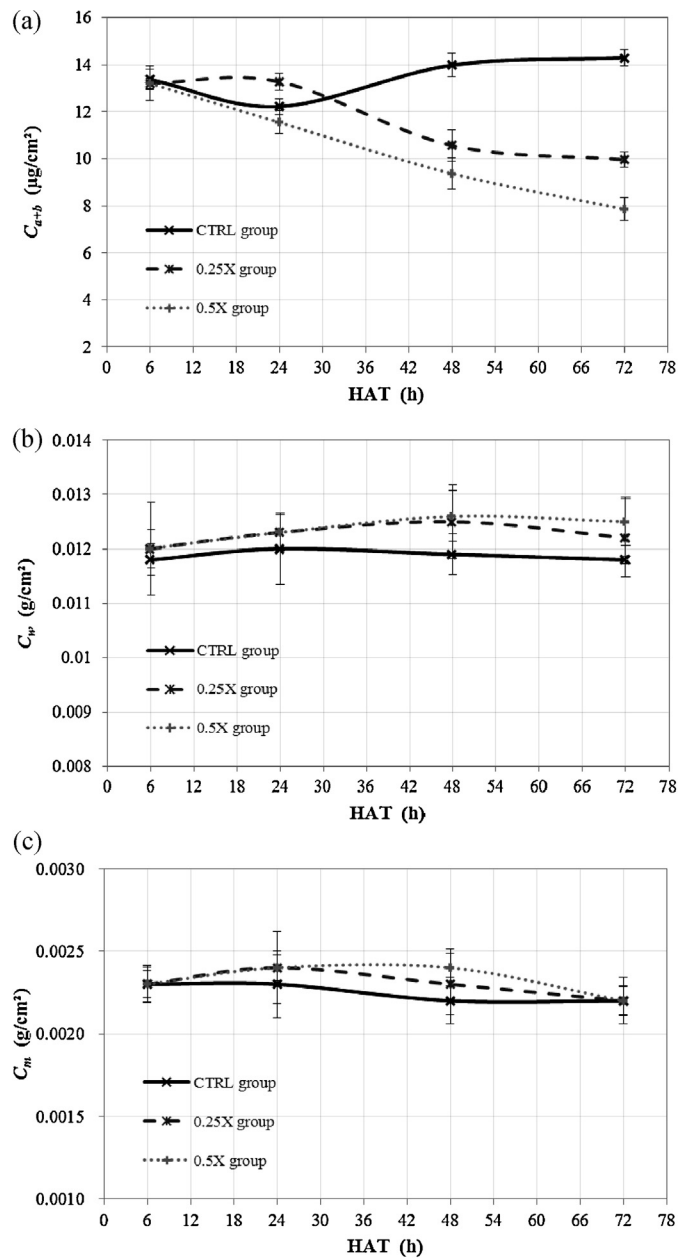 (a)
C_{a+b} (µg/cm²)
16
14
12
10
8
6
4
2
CTRL group
0.25X group
0.5X group
0 6 12 18 24 30 36 42 48 54 60 66 72 78
HAT (h)
(b)
C_w (g/cm²)
0.014
0.013
0.012
0.011
0.01
0.009
0.008
CTRL group
0.25X group
0.5X group
0 6 12 18 24 30 36 42 48 54 60 66 72 78
HAT (h)
(c)
C_m (g/cm²)
0.0030
0.0025
0.0020
0.0015
0.0010
CTRL group
0.25X group
0.5X group
0 6 12 18 24 30 36 42 48 54 60 66 72 78
HAT (h)